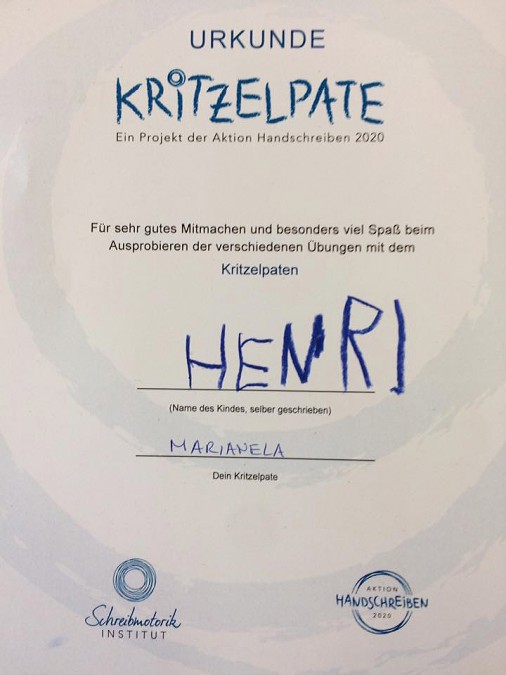 URKUNDE
KRITZELPATE
Ein Projekt der Aktion Handschreiben 2020
Für sehr gutes Mitmachen und besonders viel Spaß beim
Ausprobieren der verschiedenen Übungen mit dem
Kritzelpaten
HENRI
(Name des Kindes, selber geschrieben)
MARIANELA
Dein Kritzelpate
Schreibmotorik
INSTITUT
AKTION
HANDSCHREiBEN
2020